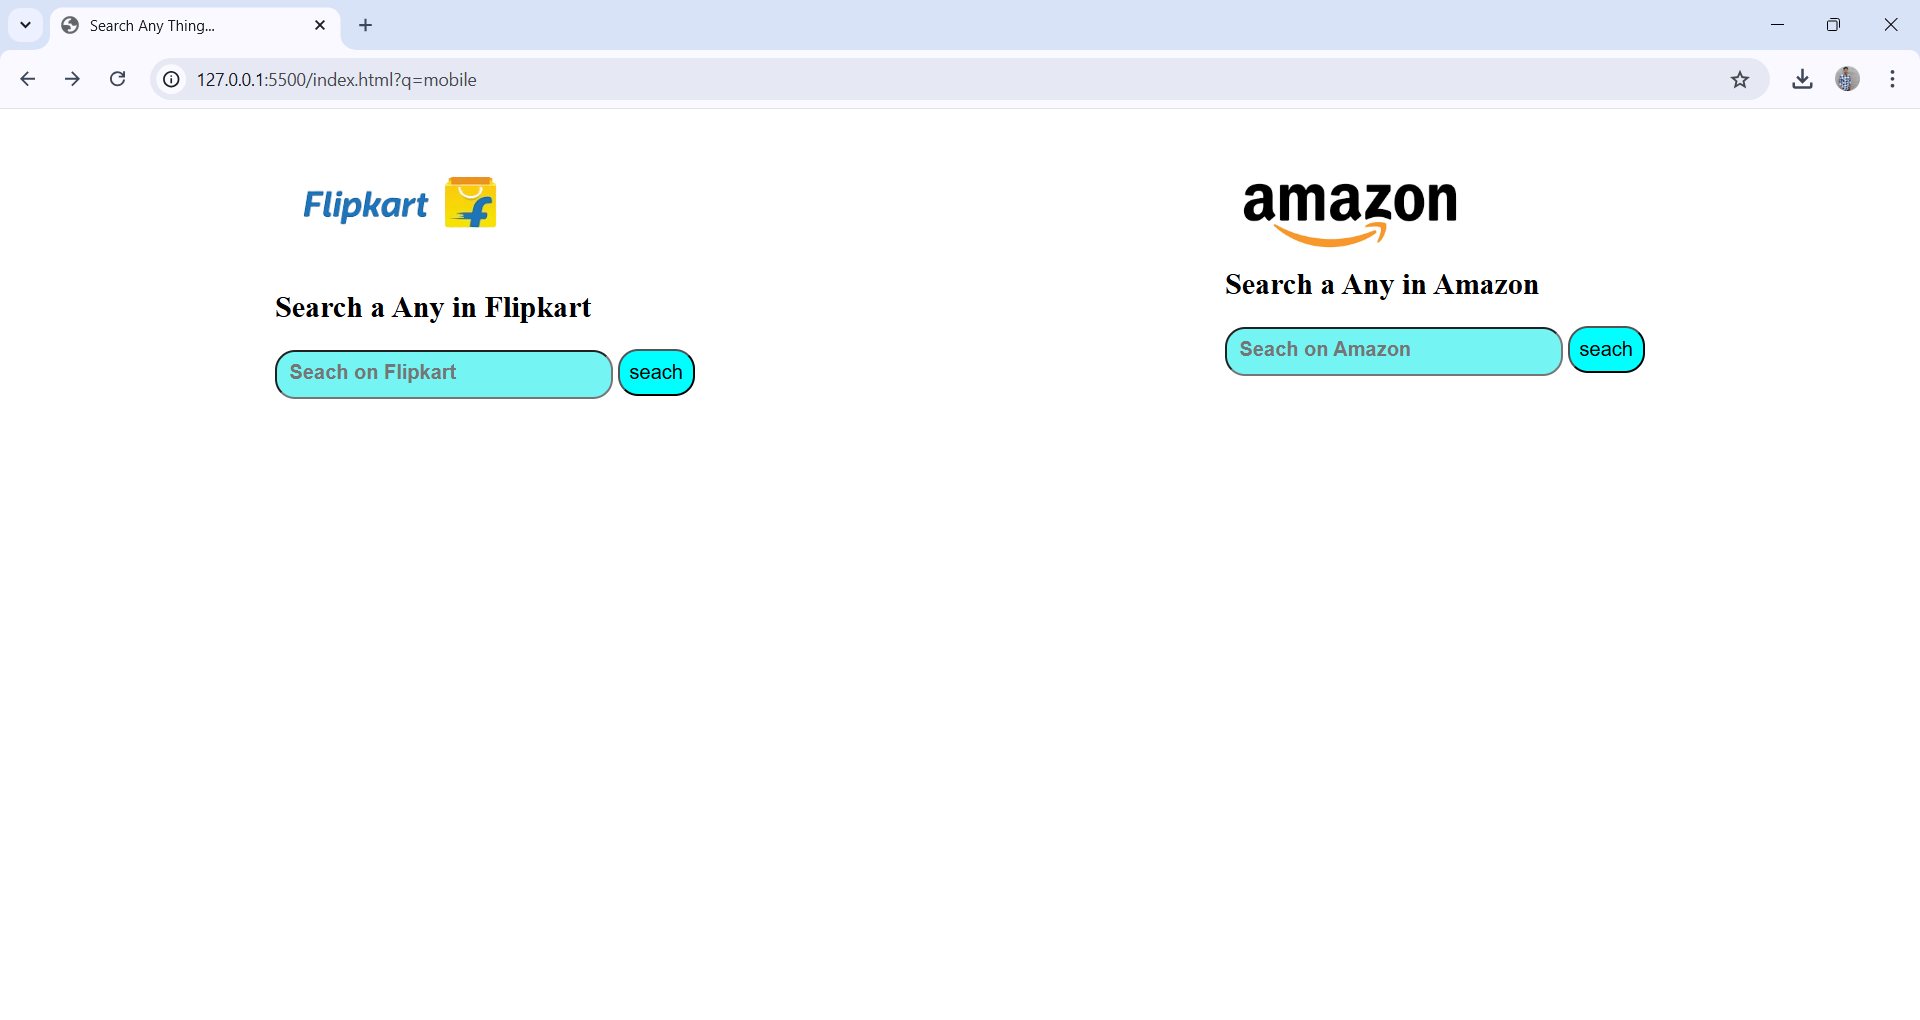 Search Any Thing...
127.0.0.1:5500/index.html?q=mobile
Flipkart
Search a Any in Flipkart
Seach on Flipkart
seach
amazon
Search a Any in Amazon
Seach on Amazon
seach